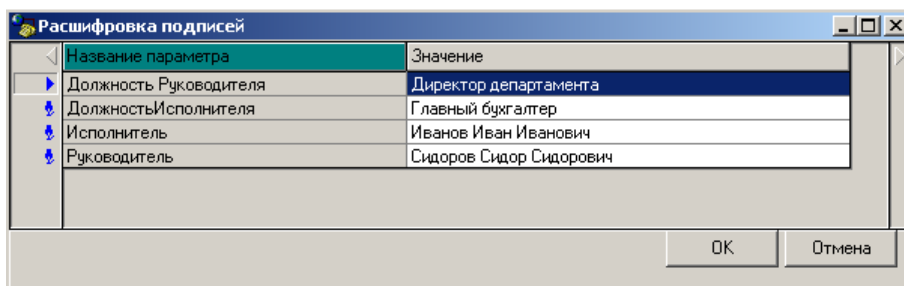 Расшифровка подписей
Название параметра Значение
Должность Руководителя Директор департамента
ДолжностьИсполнителя Главный бухгалтер
Исполнитель Иванов Иван Иванович
Руководитель Сидоров Сидор Сидорович
OK Отмена